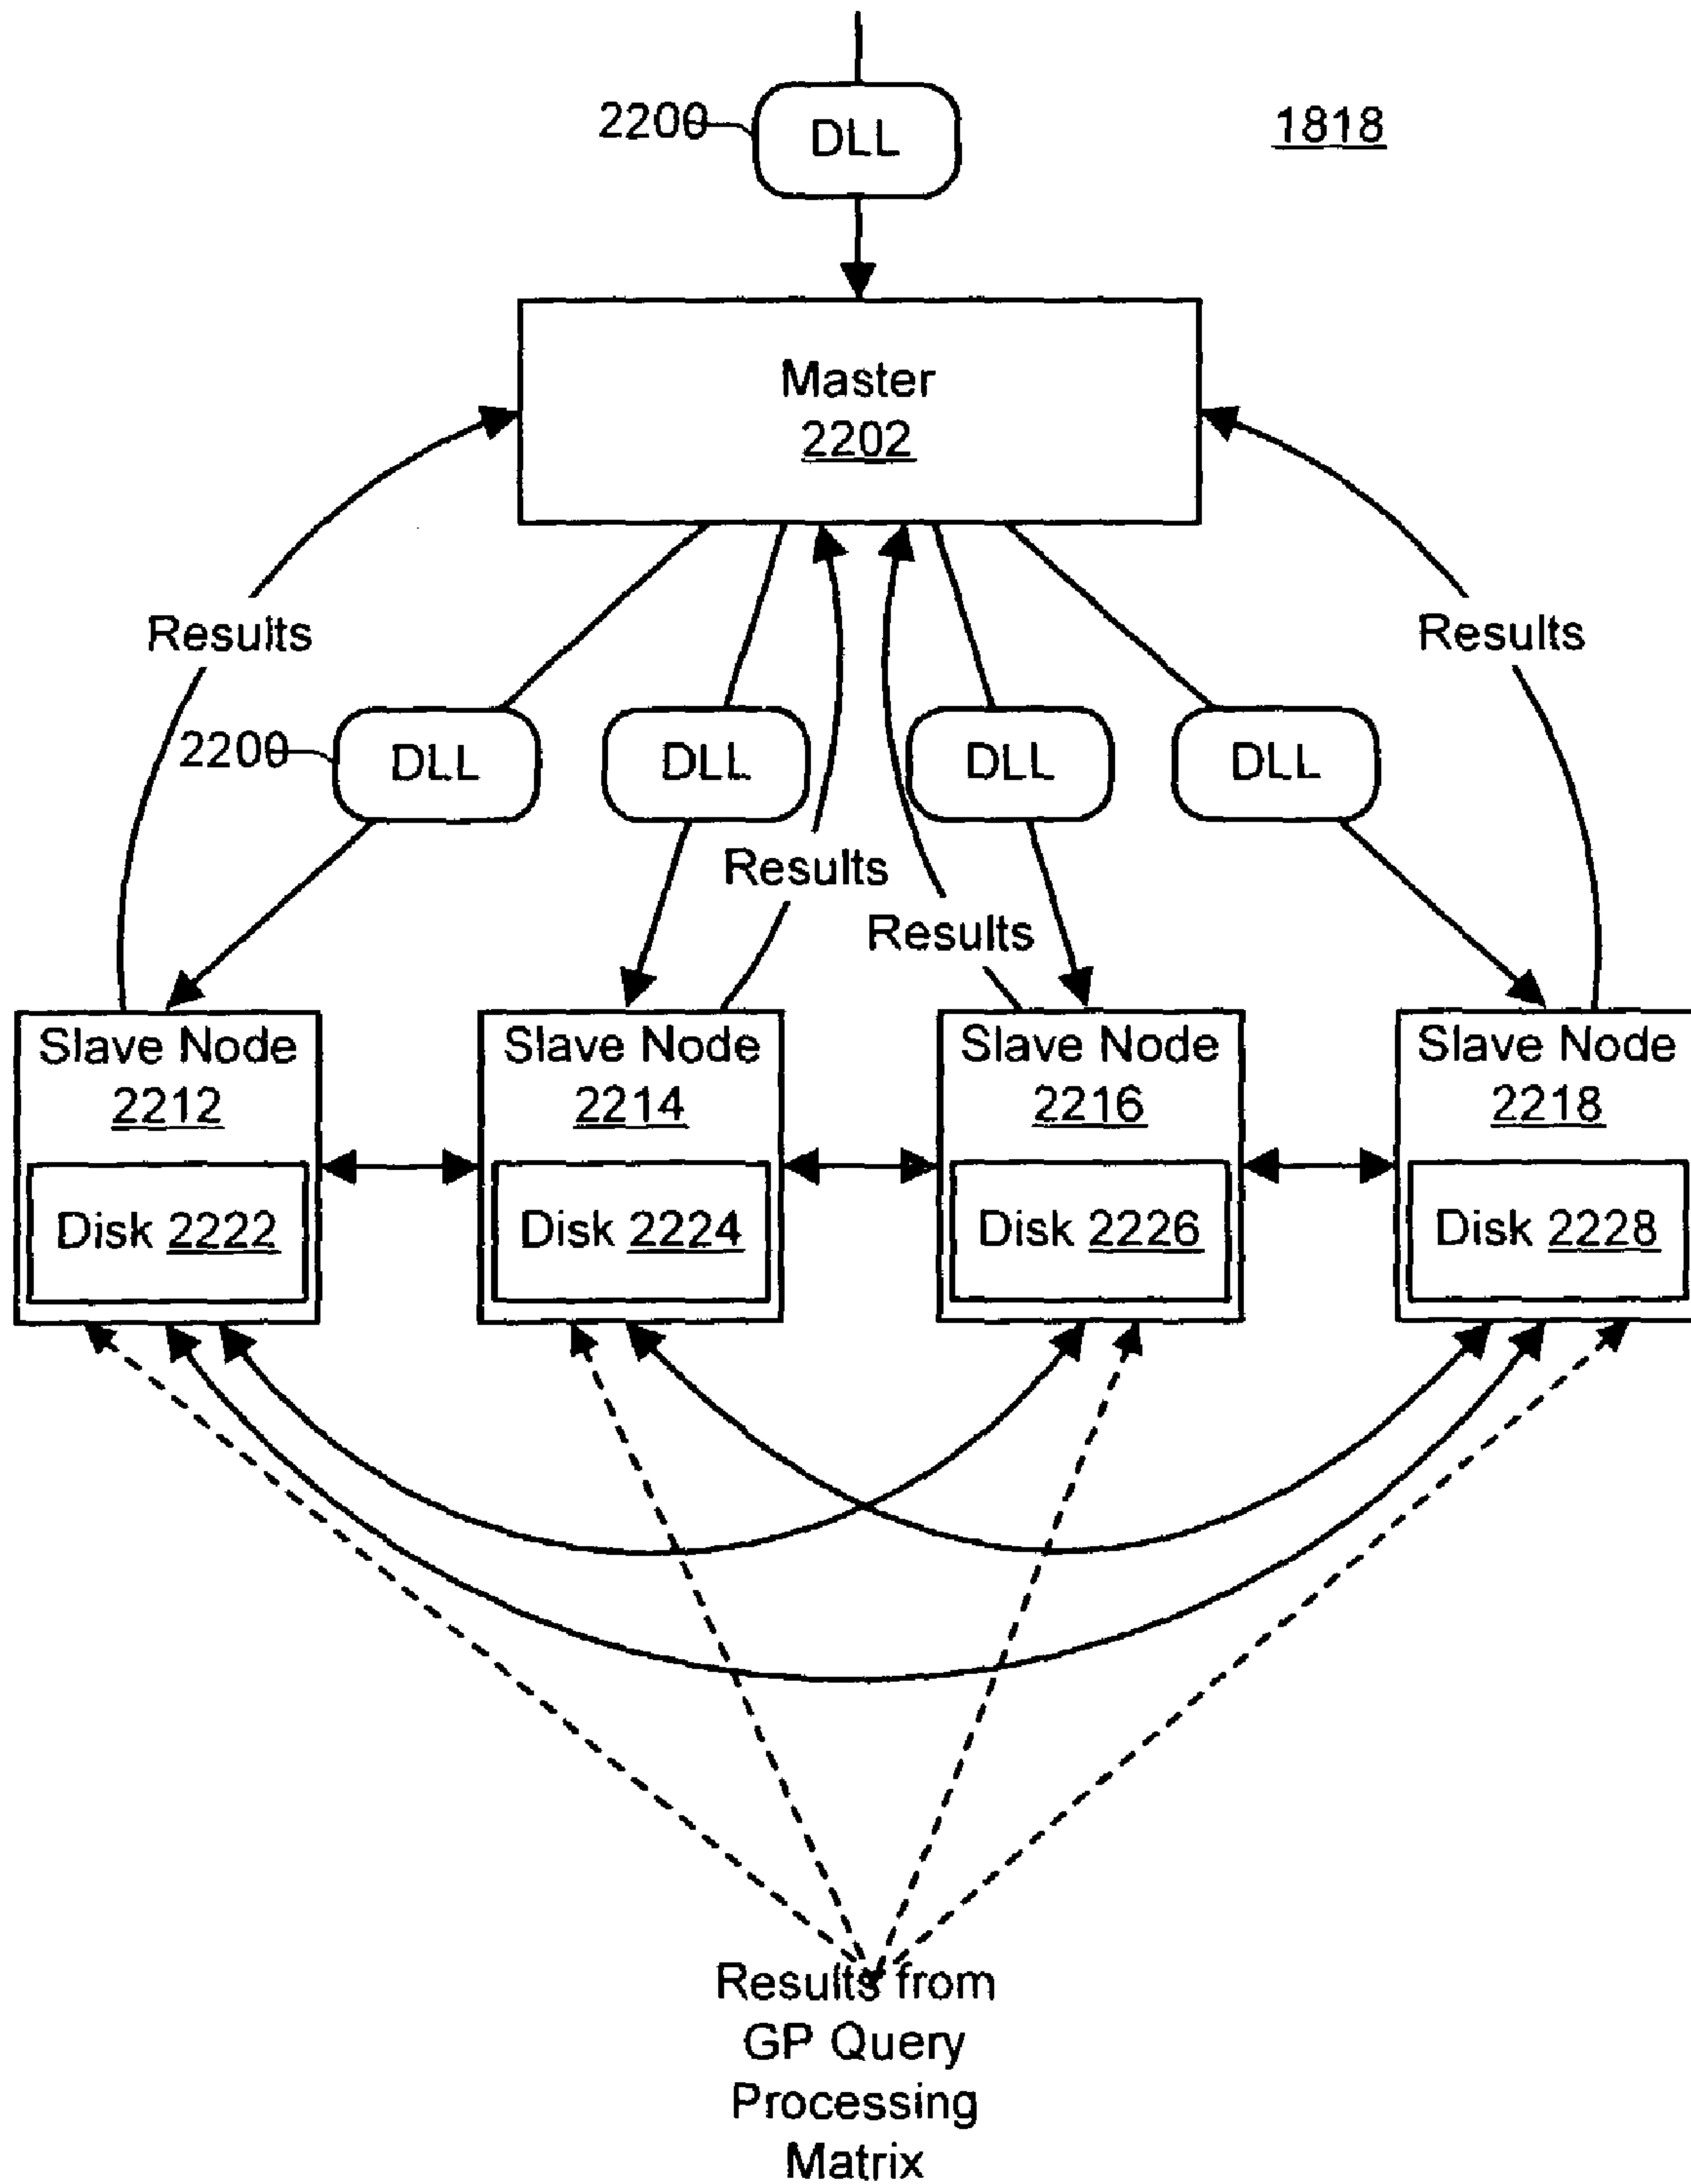 2200
DLL
1818
Master
2202
Results
Results
2200
DLL
DLL
DLL
DLL
Results
Results
Slave Node
2212
Slave Node
2214
Slave Node
2216
Slave Node
2218
Disk 2222
Disk 2224
Disk 2226
Disk 2228
Results from
GP Query
Processing
Matrix